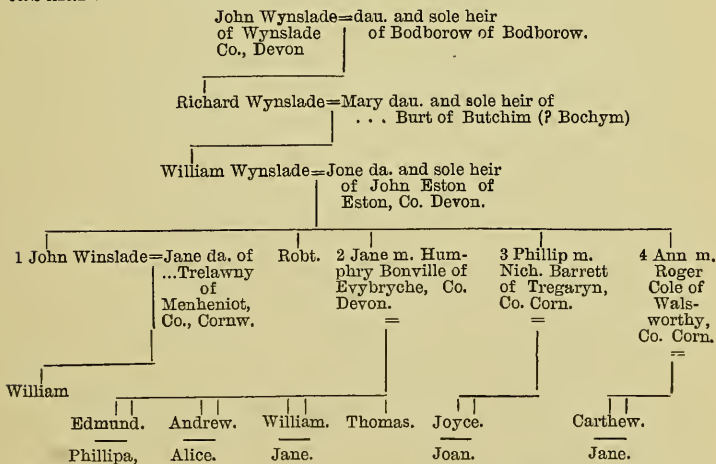 John Wynslade=dau. and sole heir
of Wynslade of Bodborow of Bodborow.
Co., Devon
Richard Wynslade=Mary dau. and sole heir of
. . . Burt of Butchim (? Bochym)
William Wynslade=Jone da. and sole heir
of John Eston of
Eston, Co. Devon.
1 John Winslade=Jane da. of
...Trelawny
of
Menheniot,
Co., Cornw.
Robt.
2 Jane m. Hum-
phry Bonville of
Evybryche, Co.
Devon.
=
3 Phillip m.
Nich. Barrett
of Tregaryn,
Co. Corn.
=
4 Ann m.
Roger
Cole of
Wals-
worthy,
Co. Corn.
=
William
Edmund. Andrew. William. Thomas. Joyce. Carthew.
Phillipa, Alice. Jane. Joan. Jane.